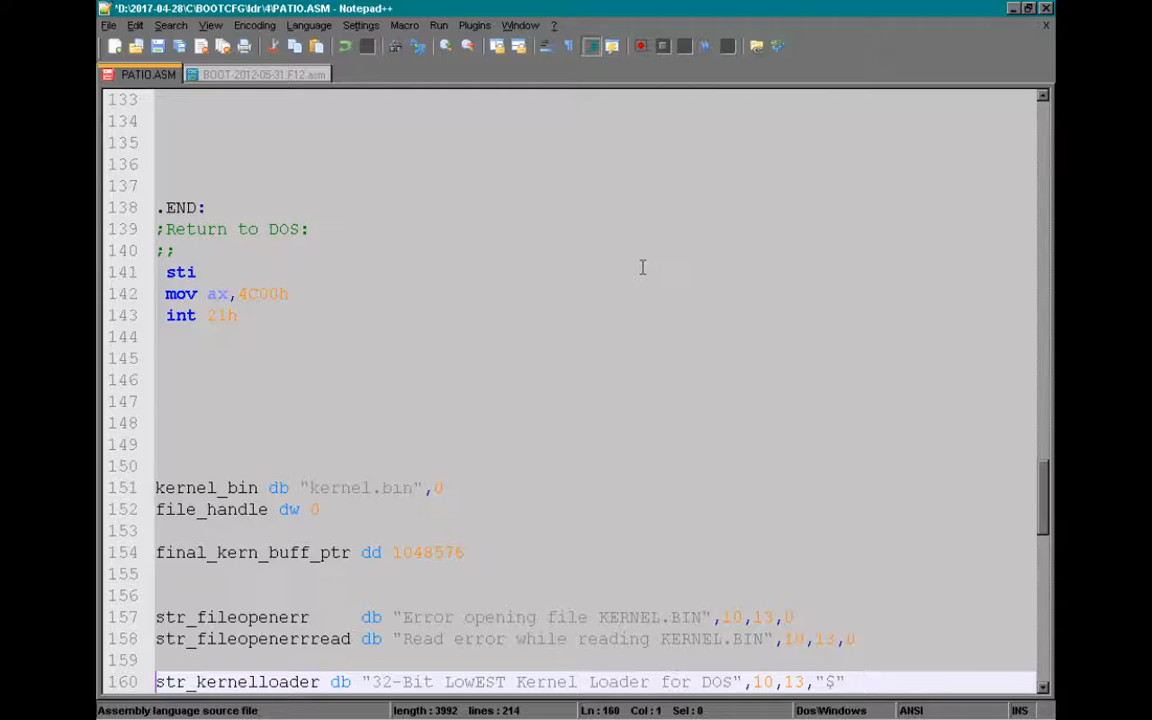 *D:\2017-04-28\C\BOOTCFG\ldr\4\PATIO.ASM - Notepad++
File Edit Search View Encoding Language Settings Macro Run Plugins Window ? X
PATIO.ASM BOOT-2012-05-31.F12.asm
133
134
135
136
137
138 .END:
139 ;Return to DOS:
140 ;;
141 sti
142 mov ax,4C00h
143 int 21h
144
145
146
147
148
149
150
151 kernel_bin db "kernel.bin",0
152 file_handle dw 0
153
154 final_kern_buff_ptr dd 1048576
155
156
157 str_fileopenerr db "Error opening file KERNEL.BIN",10,13,0
158 str_fileopenerrread db "Read error while reading KERNEL.BIN",10,13,0
159
160 str_kernelloader db "32-Bit LowEST Kernel Loader for DOS",10,13,"$"
Assembly language source file length : 3992 lines : 214 Ln : 160 Col : 1 Sel : 0 Dos\Windows ANSI INS